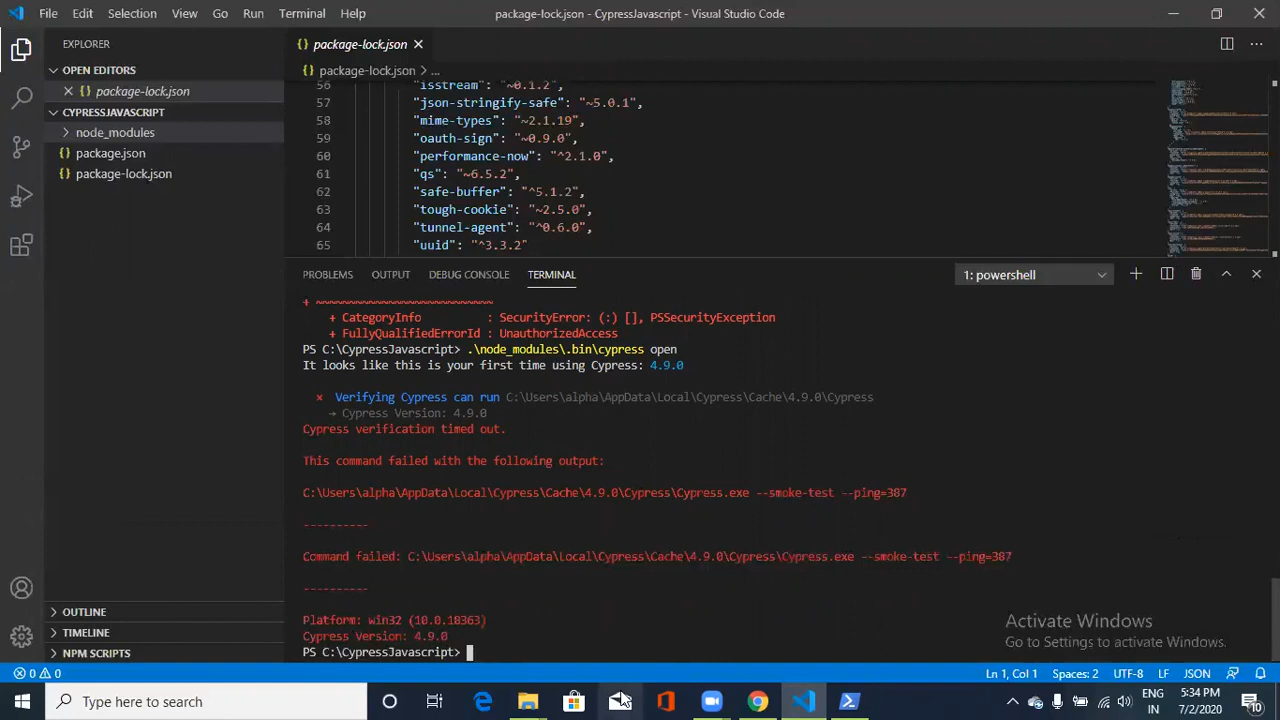 File Edit Selection View Go Run Terminal Help
package-lock.json - CypressJavascript - Visual Studio Code
EXPLORER
OPEN EDITORS
package-lock.json
CYPRESSJAVASCRIPT
node_modules
package.json
package-lock.json
OUTLINE
TIMELINE
NPM SCRIPTS
package-lock.json
package-lock.json > ...
56 "isstream": "~0.1.2",
57 "json-stringify-safe": "~5.0.1",
58 "mime-types": "~2.1.19",
59 "oauth-sign": "~0.9.0",
60 "performance-now": "^2.1.0",
61 "qs": "~6.5.2",
62 "safe-buffer": "^5.1.2",
63 "tough-cookie": "~2.5.0",
64 "tunnel-agent": "^0.6.0",
65 "uuid": "^3.3.2"
PROBLEMS OUTPUT DEBUG CONSOLE TERMINAL
1: powershell
+ ~~~~~~~~~~~~~~~~~~~~~~~~~~~
+ CategoryInfo : SecurityError: (:) [], PSSecurityException
+ FullyQualifiedErrorId : UnauthorizedAccess
PS C:\CypressJavascript> .\node_modules\.bin\cypress open
It looks like this is your first time using Cypress: 4.9.0
× Verifying Cypress can run C:\Users\alpha\AppData\Local\Cypress\Cache\4.9.0\Cypress
→ Cypress Version: 4.9.0
Cypress verification timed out.
This command failed with the following output:
C:\Users\alpha\AppData\Local\Cypress\Cache\4.9.0\Cypress\Cypress.exe --smoke-test --ping=387
----------
Command failed: C:\Users\alpha\AppData\Local\Cypress\Cache\4.9.0\Cypress\Cypress.exe --smoke-test --ping=387
----------
Platform: win32 (10.0.18363)
Cypress Version: 4.9.0
PS C:\CypressJavascript>
Activate Windows
Go to Settings to activate Windows.
0 0
Ln 1, Col 1 Spaces: 2 UTF-8 LF JSON
Type here to search
ENG
IN
5:34 PM
7/2/2020
10